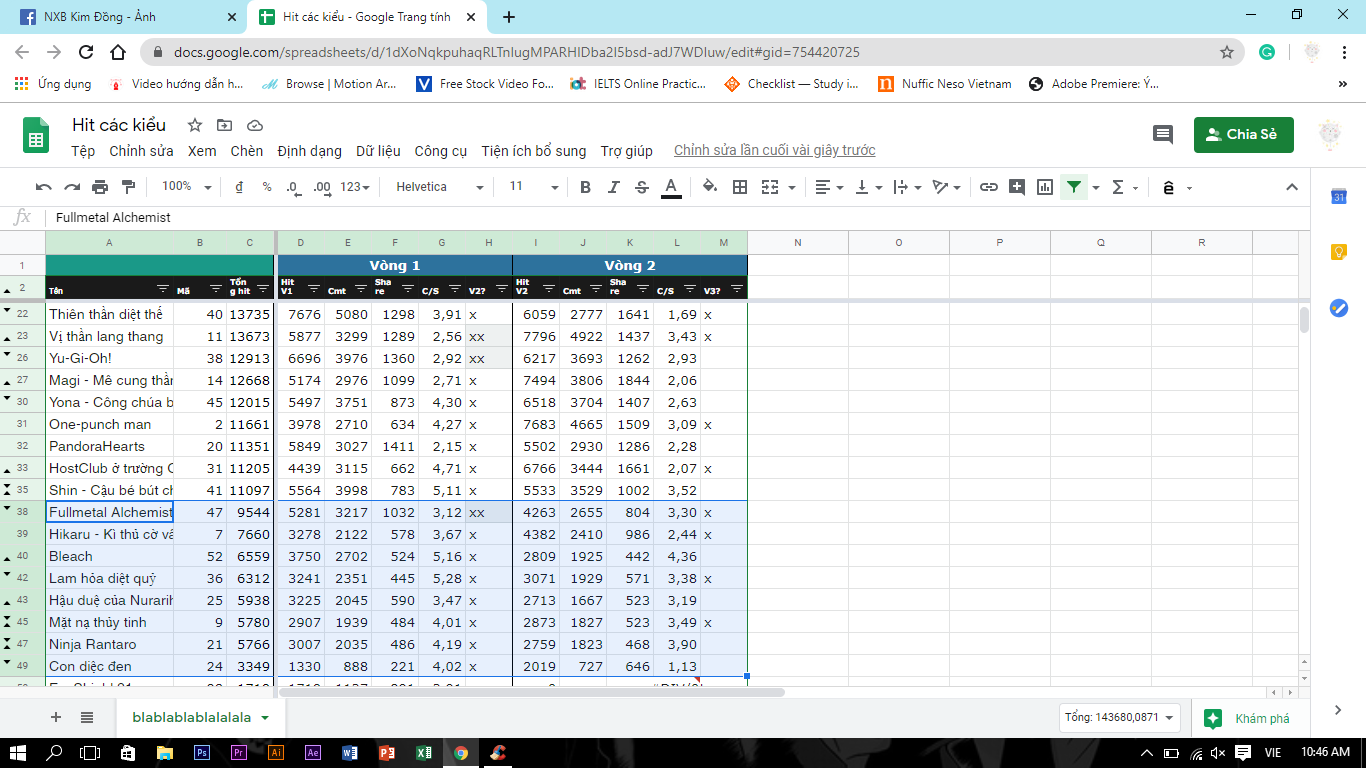 NXB Kim Đồng - Ảnh
Hit các kiểu - Google Trang tính
docs.google.com/spreadsheets/d/1dXoNqkpuhaqRLTnlugMPARHIDba2I5bsd-adJ7WDIuw/edit#gid=754420725
Ứng dụng Video hướng dẫn h... Browse | Motion Ar... Free Stock Video Fo... IELTS Online Practic... Checklist — Study i... Nuffic Neso Vietnam Adobe Premiere: Ý... »
Hit các kiểu
Chia Sẻ
Tệp Chỉnh sửa Xem Chèn Định dạng Dữ liệu Công cụ Tiện ích bổ sung Trợ giúp Chỉnh sửa lần cuối vài giây trước
100% đ % .0 .00 123 Helvetica 11 B I S A Σ ê
31
fx Fullmetal Alchemist
A B C D E F G H I J K L M N O P Q R
1 Vòng 1 Vòng 2
2 Tên Mã Tổng hit Hit V1 Cmt Share C/S V2? Hit V2 Cmt Share C/S V3?
22 Thiên thần diệt thế 40 13735 7676 5080 1298 3,91 x 6059 2777 1641 1,69 x
23 Vị thần lang thang 11 13673 5877 3299 1289 2,56 xx 7796 4922 1437 3,43 x
26 Yu-Gi-Oh! 38 12913 6696 3976 1360 2,92 xx 6217 3693 1262 2,93
27 Magi - Mê cung thần 14 12668 5174 2976 1099 2,71 x 7494 3806 1844 2,06
30 Yona - Công chúa b 45 12015 5497 3751 873 4,30 x 6518 3704 1407 2,63
31 One-punch man 2 11661 3978 2710 634 4,27 x 7683 4665 1509 3,09 x
32 PandoraHearts 20 11351 5849 3027 1411 2,15 x 5502 2930 1286 2,28
33 HostClub ở trường 31 11205 4439 3115 662 4,71 x 6766 3444 1661 2,07 x
35 Shin - Cậu bé bút ch 41 11097 5564 3998 783 5,11 x 5533 3529 1002 3,52
38 Fullmetal Alchemist 47 9544 5281 3217 1032 3,12 xx 4263 2655 804 3,30 x
39 Hikaru - Kì thủ cờ vâ 7 7660 3278 2122 578 3,67 x 4382 2410 986 2,44 x
40 Bleach 52 6559 3750 2702 524 5,16 x 2809 1925 442 4,36
42 Lam hỏa diệt quỷ 36 6312 3241 2351 445 5,28 x 3071 1929 571 3,38 x
43 Hậu duệ của Nurarih 25 5938 3225 2045 590 3,47 x 2713 1667 523 3,19
45 Mặt nạ thủy tinh 9 5780 2907 1939 484 4,01 x 2873 1827 523 3,49 x
47 Ninja Rantaro 21 5766 3007 2035 486 4,19 x 2759 1823 468 3,90
49 Con diệc đen 24 3349 1330 888 221 4,02 x 2019 727 646 1,13
blablablablalalala Tổng: 143680,0871 Khám phá
Ps Pr Ai Ae VIE 10:46 AM